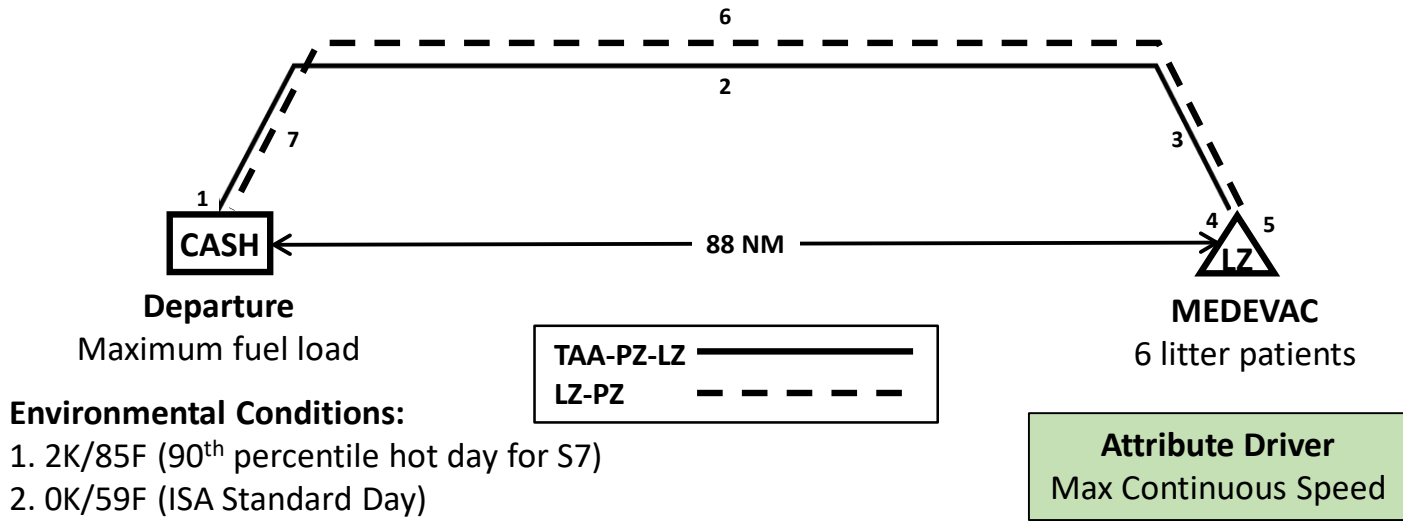 6
2
7
3
1
4
5
CASH
88 NM
LZ
Departure
Maximum fuel load
MEDEVAC
6 litter patients
TAA-PZ-LZ
LZ-PZ
Environmental Conditions:
1. 2K/85F (90th percentile hot day for S7)
2. 0K/59F (ISA Standard Day)
Attribute Driver
Max Continuous Speed